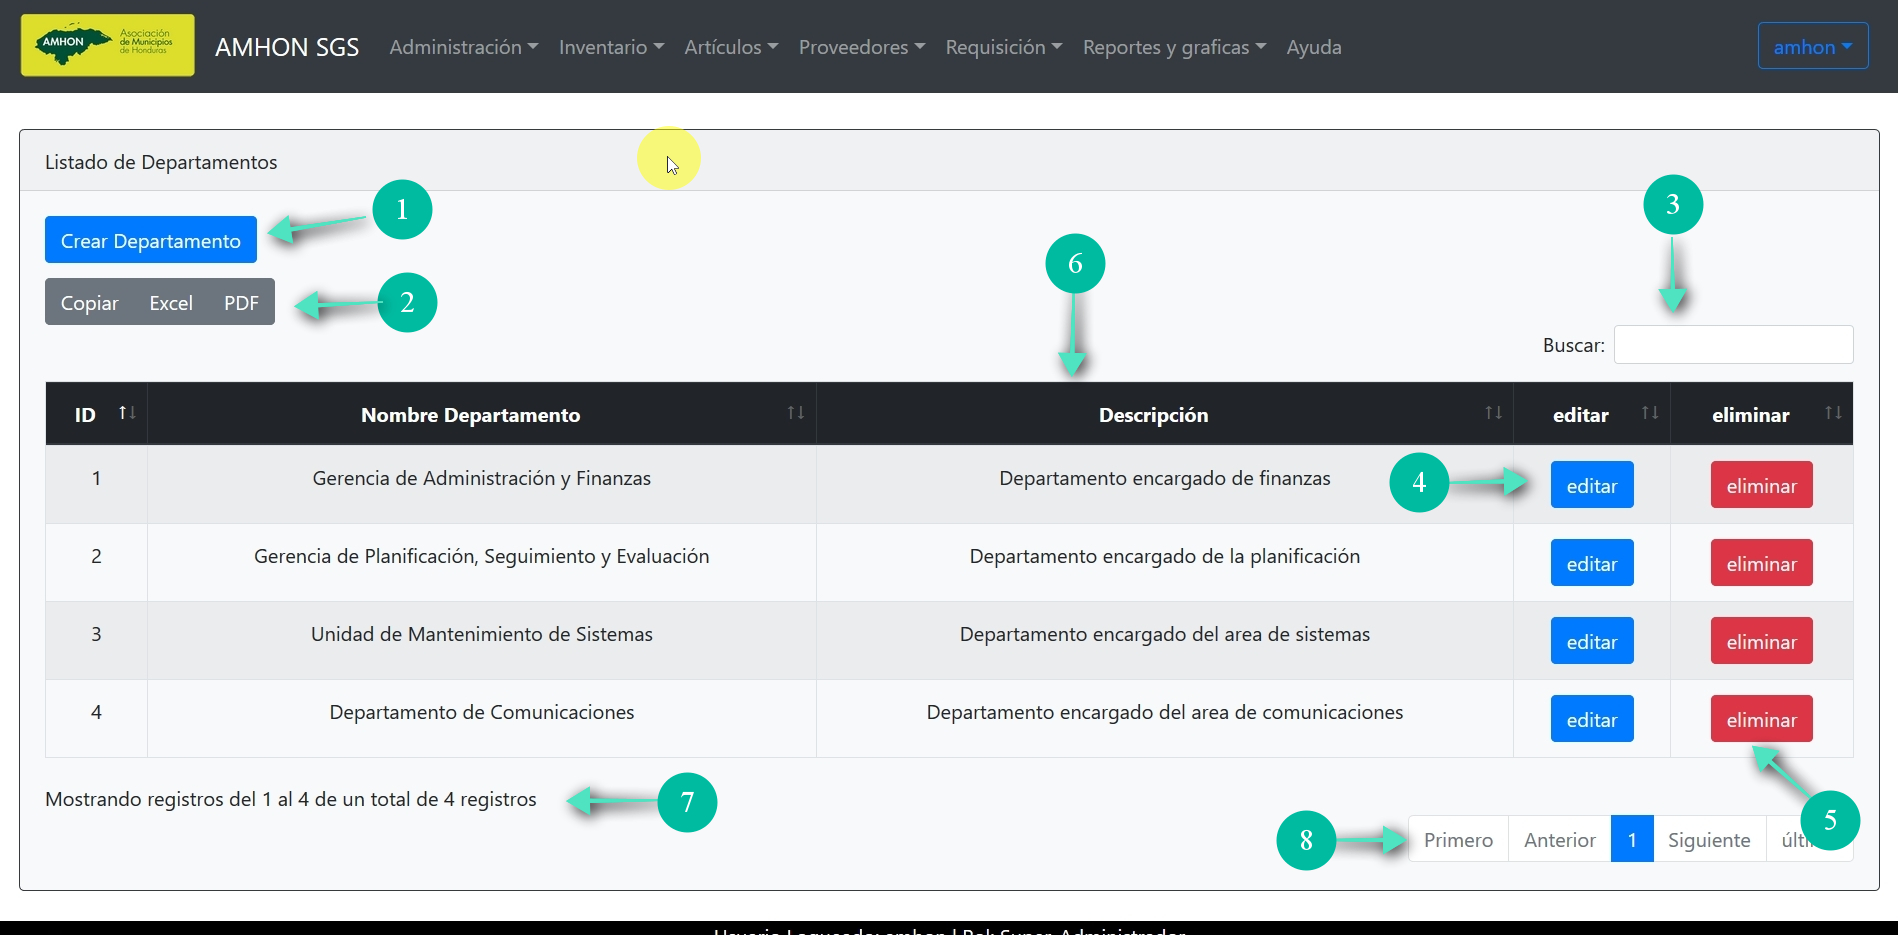 AMHON
Asociación
de Municipios
de Honduras
AMHON SGS Administración Inventario Artículos Proveedores Requisición Reportes y graficas Ayuda amhon
Listado de Departamentos
1
Crear Departamento
2
Copiar Excel PDF
3
6
Buscar:
ID Nombre Departamento Descripción editar eliminar
1 Gerencia de Administración y Finanzas Departamento encargado de finanzas 4 editar eliminar
2 Gerencia de Planificación, Seguimiento y Evaluación Departamento encargado de la planificación editar eliminar
3 Unidad de Mantenimiento de Sistemas Departamento encargado del area de sistemas editar eliminar
4 Departamento de Comunicaciones Departamento encargado del area de comunicaciones editar eliminar
Mostrando registros del 1 al 4 de un total de 4 registros 7
5
8 Primero Anterior 1 Siguiente